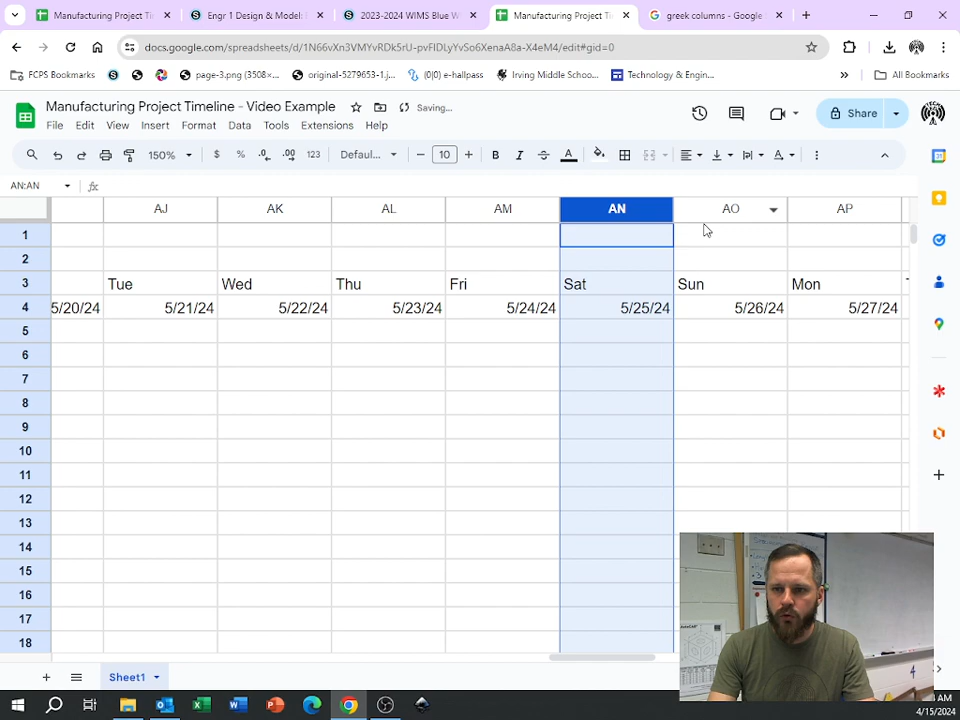 Manufacturing Project Ti
Engr 1 Design & Model:
2023-2024 WIMS Blue W
Manufacturing Project Ti
greek columns - Google
docs.google.com/spreadsheets/d/1N66vXn3VMYvRDk5rU-pvFlDLyYvSo6XenaA8a-X4eM4/edit#gid=0
FCPS Bookmarks
page-3.png (3508×...
original-5279653-1.j...
(0|0) e-hallpass
Irving Middle Schoo...
Technology & Engin...
All Bookmarks
Manufacturing Project Timeline - Video Example
Saving...
File Edit View Insert Format Data Tools Extensions Help
Share
150% $ % .0 .00 123 Defaul... 10 B I A
AN:AN fx
AJ AK AL AM AN AO AP
1
2
3 Tue Wed Thu Fri Sat Sun Mon
4 5/20/24 5/21/24 5/22/24 5/23/24 5/24/24 5/25/24 5/26/24 5/27/24
5
6
7
8
9
10
11
12
13
14
15
16
17
18
Sheet1
AM
4/15/2024